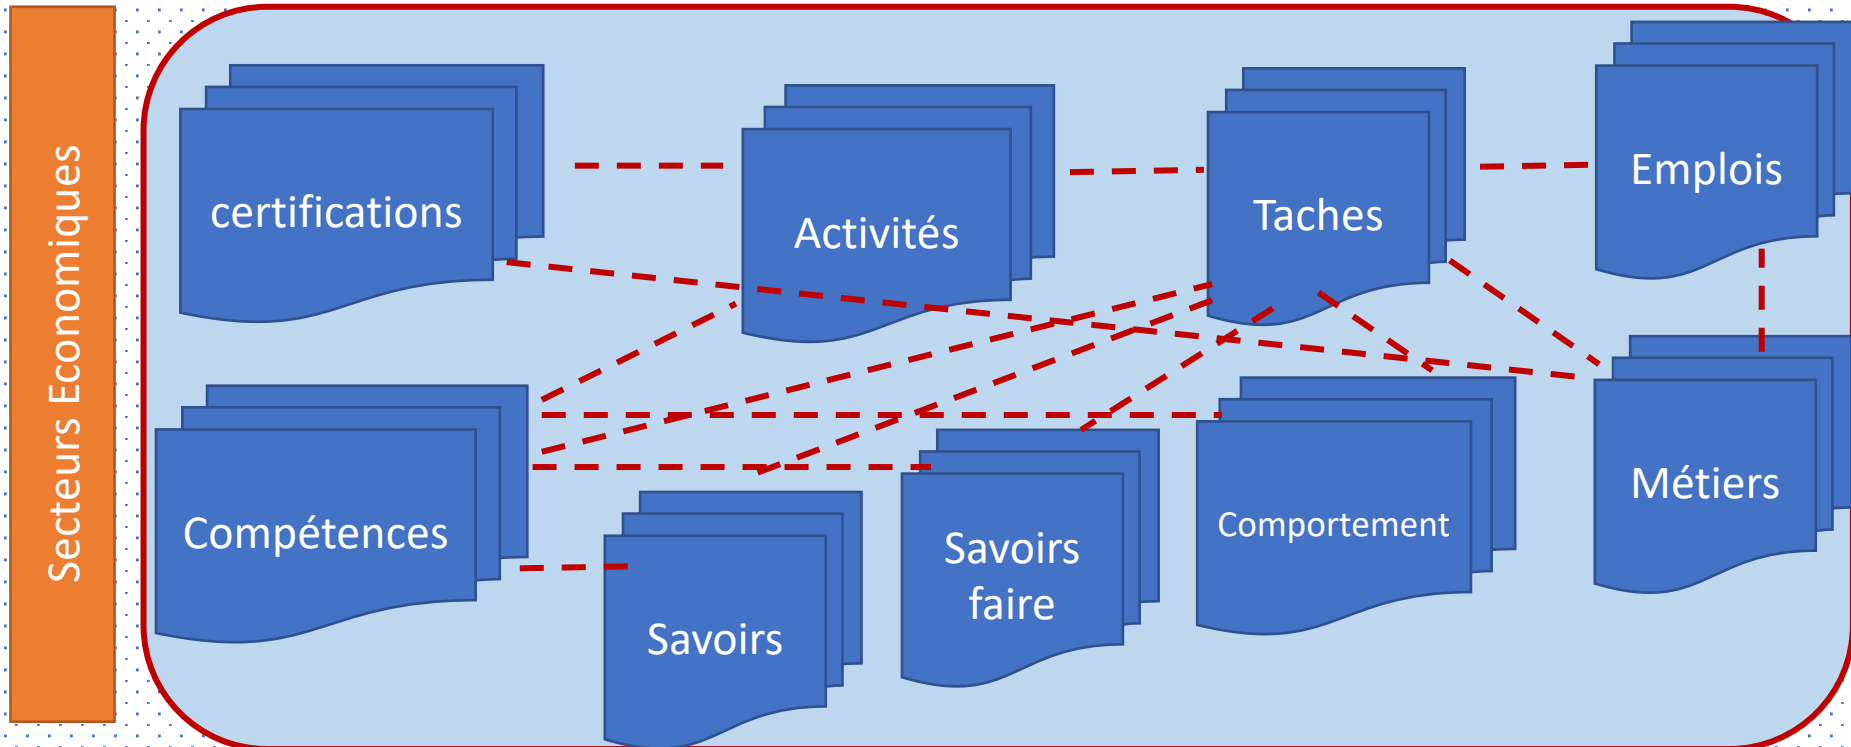 Secteurs Economiques
certifications
Activités
Taches
Emplois
Compétences
Savoirs
Savoirs
faire
Comportement
Métiers